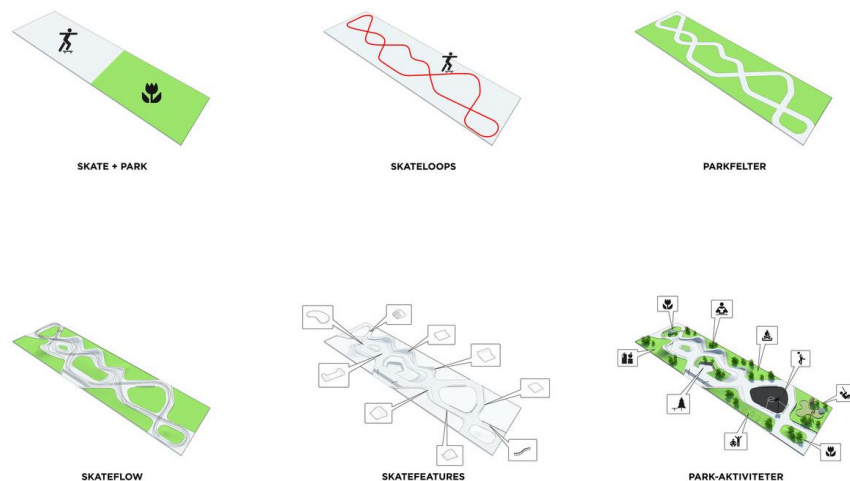 SKATE + PARK
SKATELOOPS
PARKFELTER
SKATEFLOW
SKATEFEATURES
PARK-AKTIVITETER